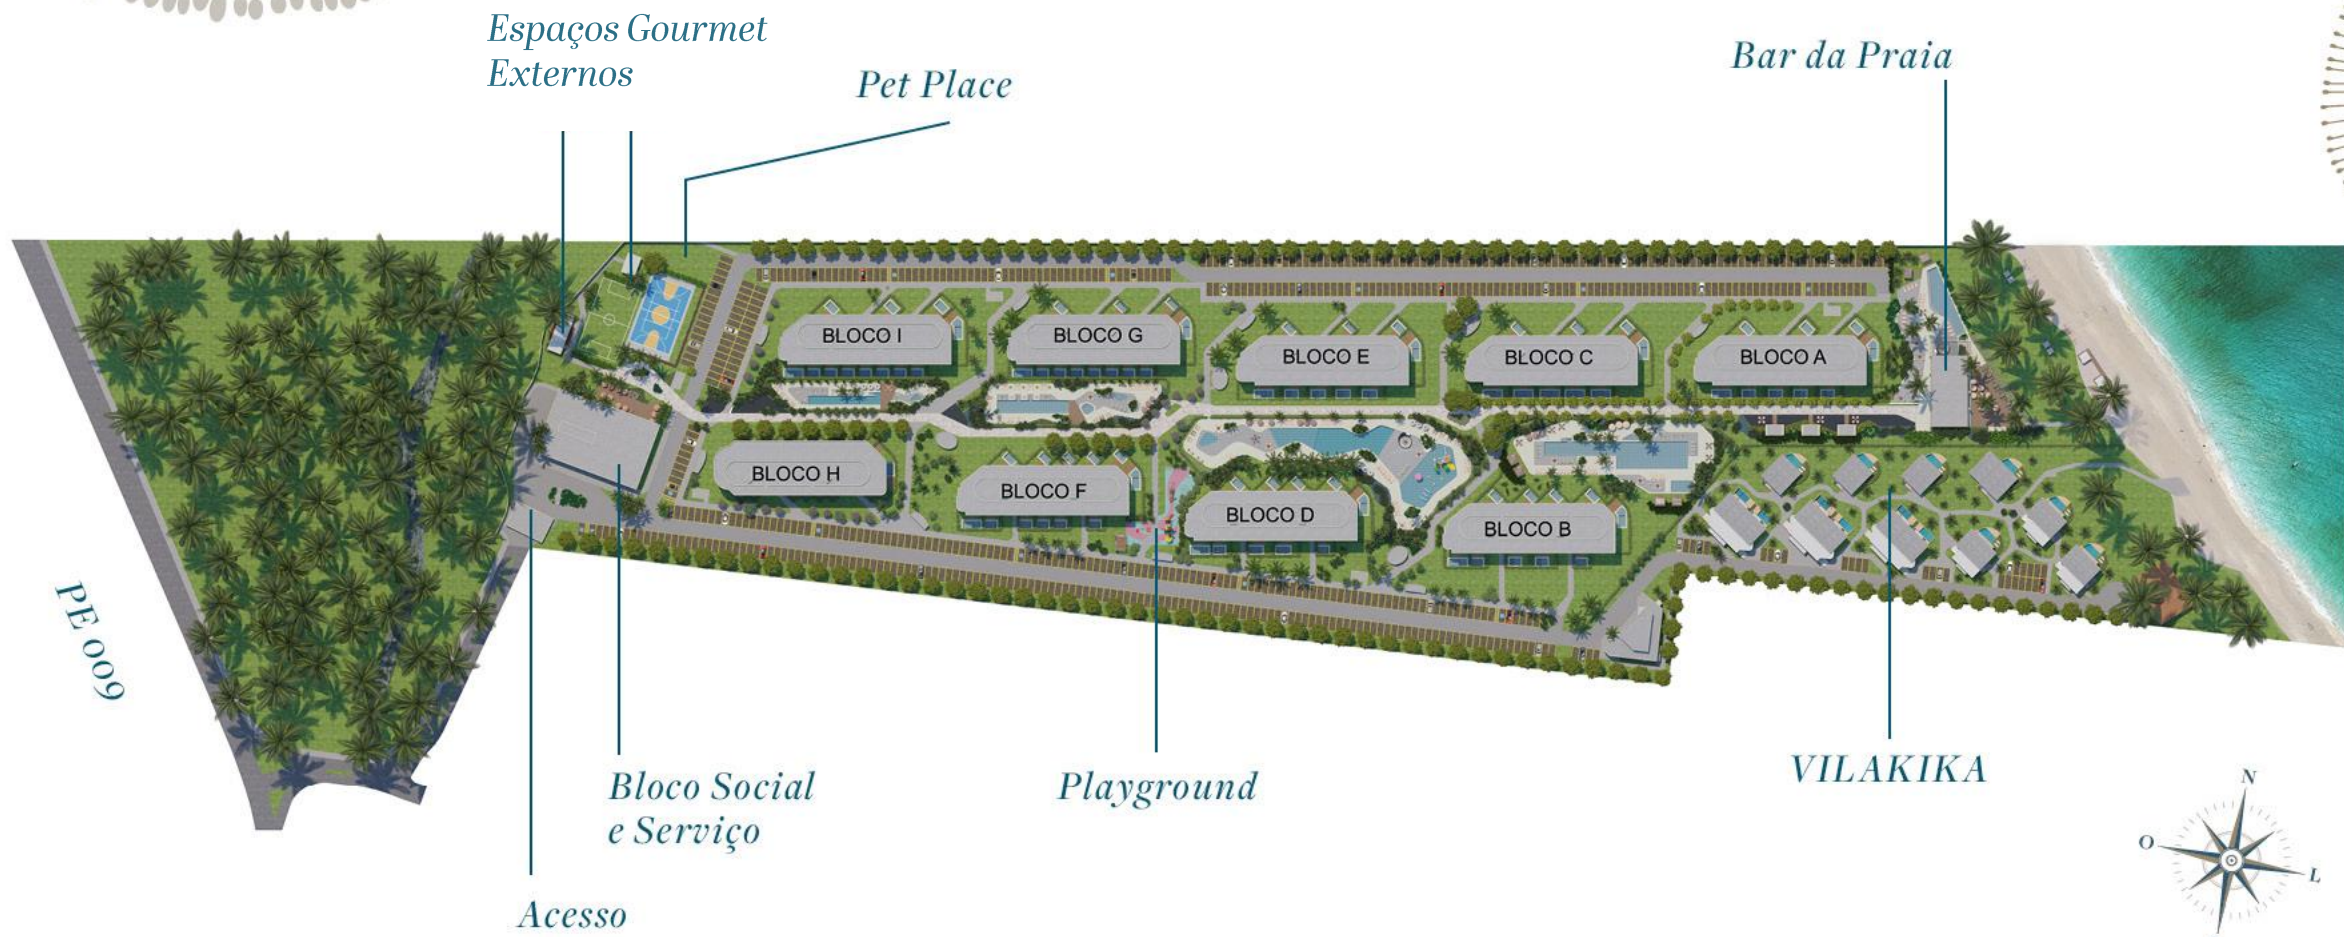 Espaços Gourmet
Externos
Pet Place
Bar da Praia
BLOCO I
BLOCO G
BLOCO E
BLOCO C
BLOCO A
BLOCO H
BLOCO F
BLOCO D
BLOCO B
PE 009
Bloco Social
e Serviço
Playground
VILAKIKA
Acesso
N
O
L